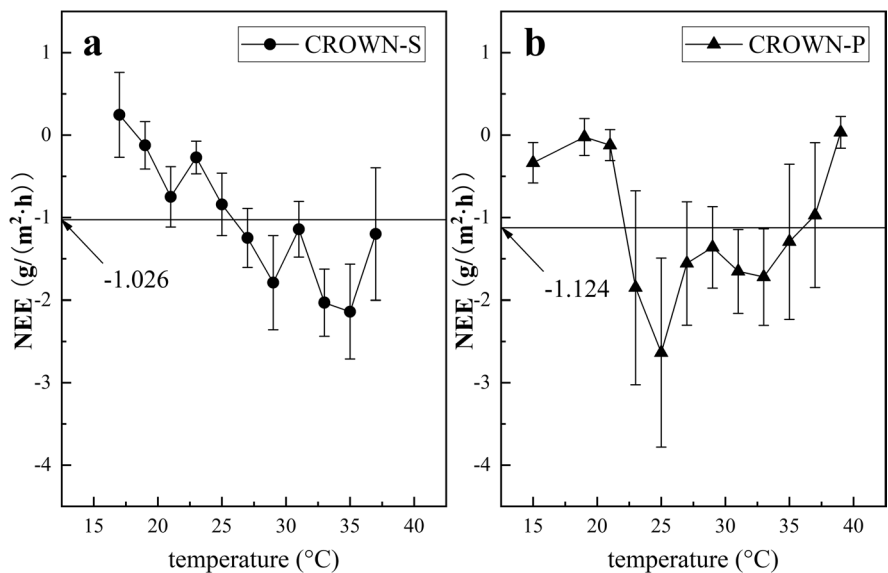 a
CROWN-S
1
0
-1
-2
-3
-4
NEE (g/(m²·h))
-1.026
15 20 25 30 35 40
temperature (°C)
b
CROWN-P
1
0
-1
-2
-3
-4
NEE (g/(m²·h))
-1.124
15 20 25 30 35 40
temperature (°C)